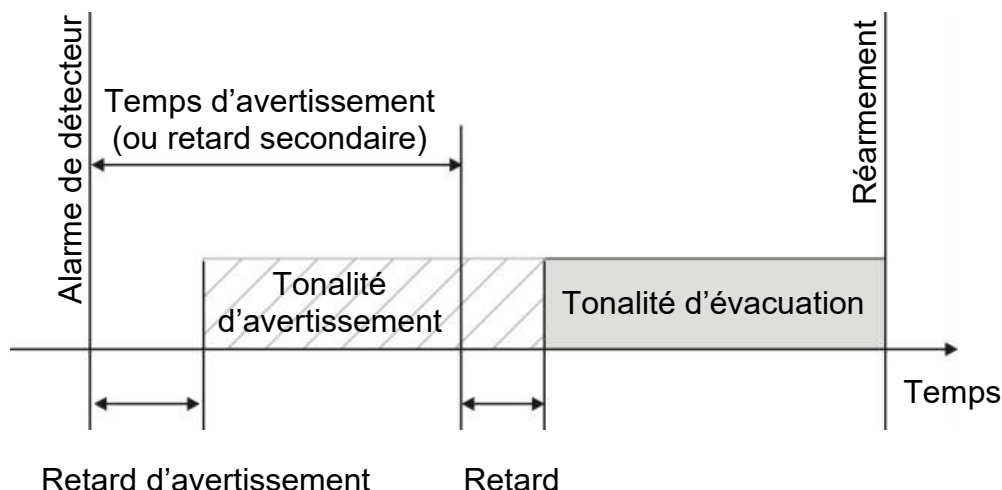 Alarme de détecteur
Temps d’avertissement
(ou retard secondaire)
Réarmement
Tonalité
d’avertissement
Tonalité d’évacuation
Temps
Retard d’avertissement
Retard